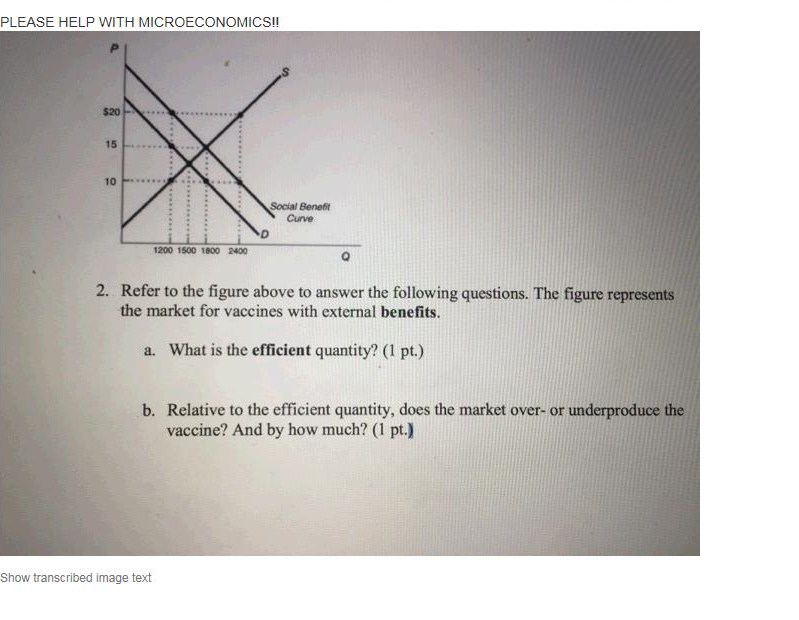 PLEASE HELP WITH MICROECONOMICS!!
P
S
$20
15
10
Social Benefit
Curve
D
1200 1500 1800 2400
Q
2. Refer to the figure above to answer the following questions. The figure represents
the market for vaccines with external benefits.
a. What is the efficient quantity? (1 pt.)
b. Relative to the efficient quantity, does the market over- or underproduce the
vaccine? And by how much? (1 pt.)
Show transcribed image text